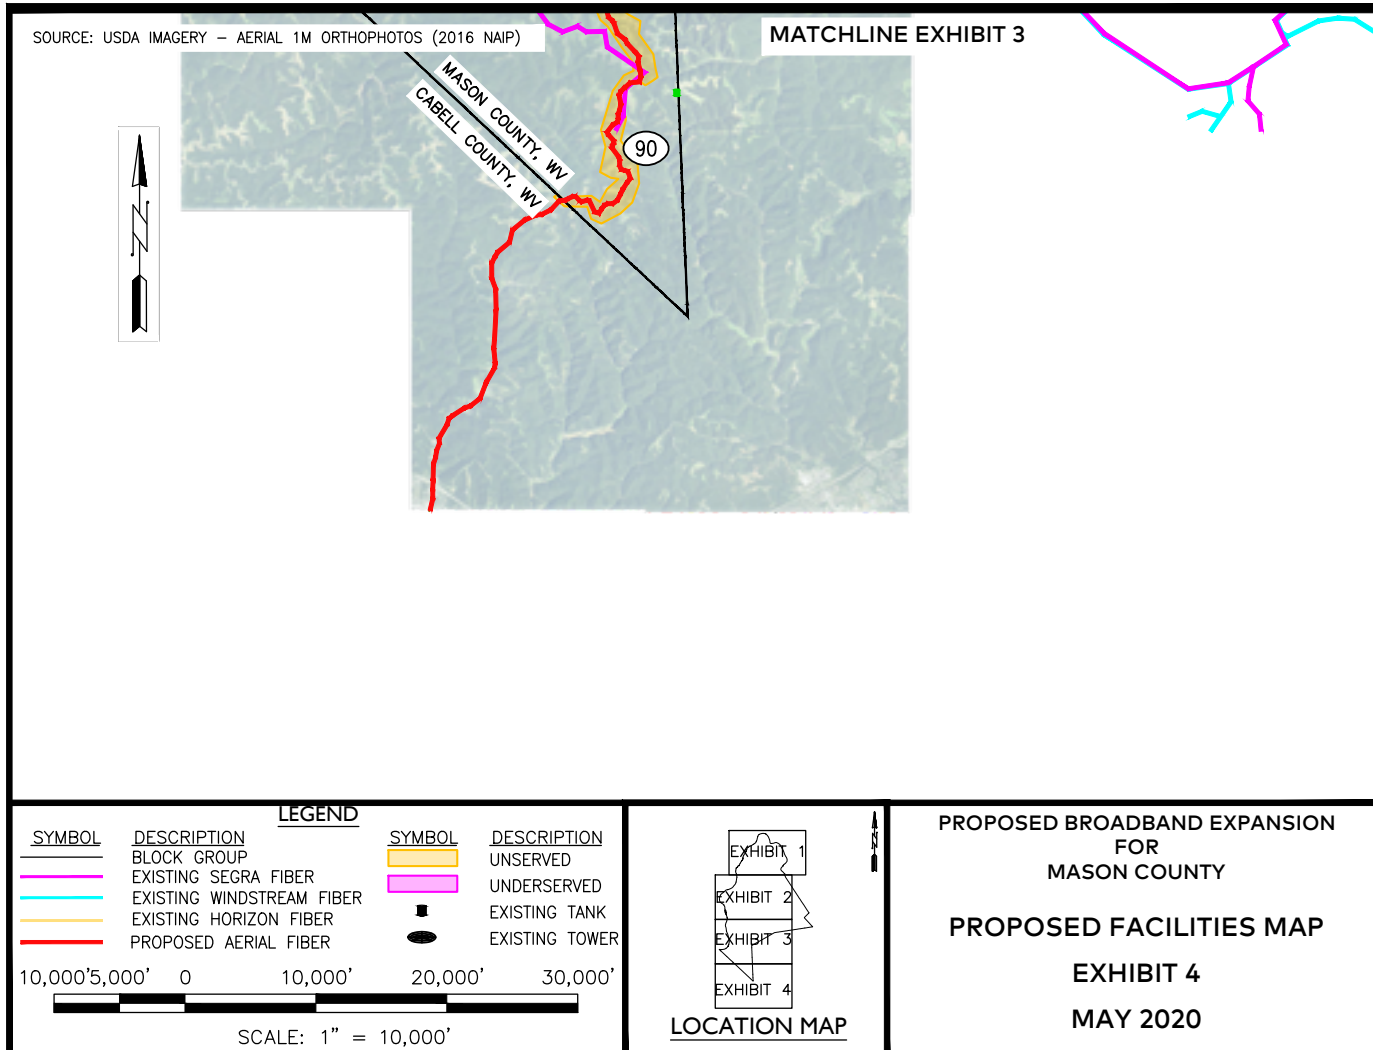 SOURCE: USDA IMAGERY – AERIAL 1M ORTHOPHOTOS (2016 NAIP)
MATCHLINE EXHIBIT 3
MASON COUNTY, WV
CABELL COUNTY, WV
90
N
LEGEND
SYMBOL DESCRIPTION SYMBOL DESCRIPTION
BLOCK GROUP UNSERVED
EXISTING SEGRA FIBER UNDERSERVED
EXISTING WINDSTREAM FIBER EXISTING TANK
EXISTING HORIZON FIBER EXISTING TOWER
PROPOSED AERIAL FIBER
10,000' 5,000' 0 10,000' 20,000' 30,000'
SCALE: 1" = 10,000'
EXHIBIT 1
EXHIBIT 2
EXHIBIT 3
EXHIBIT 4
LOCATION MAP
PROPOSED BROADBAND EXPANSION
FOR
MASON COUNTY
PROPOSED FACILITIES MAP
EXHIBIT 4
MAY 2020